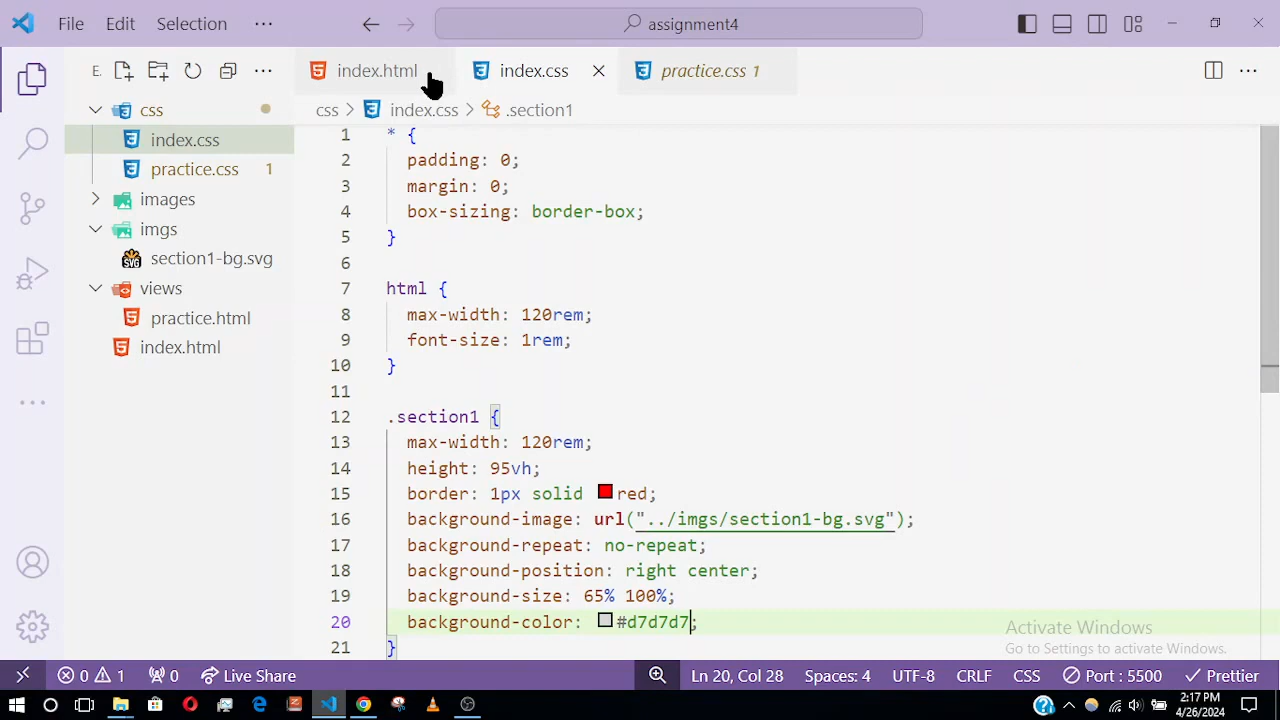 File Edit Selection ··· assignment4
E. ···
index.html index.css practice.css 1
css > index.css > .section1
css
index.css
practice.css 1
images
imgs
section1-bg.svg
views
practice.html
index.html
1 * {
2 padding: 0;
3 margin: 0;
4 box-sizing: border-box;
5 }
6
7 html {
8 max-width: 120rem;
9 font-size: 1rem;
10 }
11
12 .section1 {
13 max-width: 120rem;
14 height: 95vh;
15 border: 1px solid red;
16 background-image: url("../imgs/section1-bg.svg");
17 background-repeat: no-repeat;
18 background-position: right center;
19 background-size: 65% 100%;
20 background-color: #d7d7d7;
21 }
Activate Windows
Go to Settings to activate Windows.
0 1 0 Live Share Ln 20, Col 28 Spaces: 4 UTF-8 CRLF CSS Port : 5500 Prettier
2:17 PM
4/26/2024